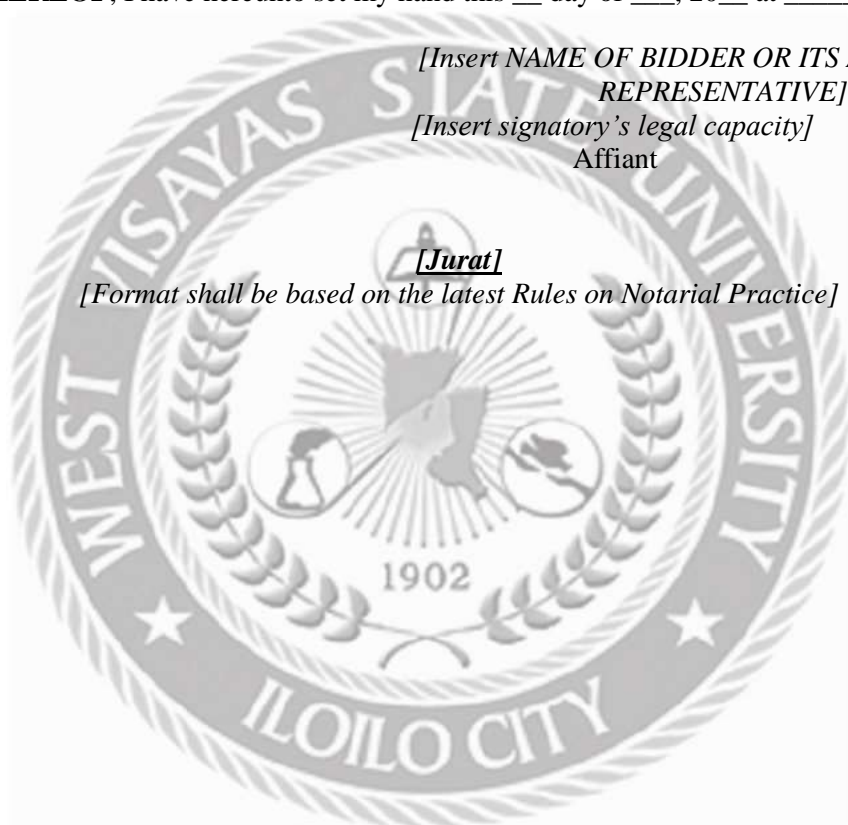 I have hereunto set my hand this __ day of ___, 20__ at _____
[Insert NAME OF BIDDER OR ITS
REPRESENTATIVE]
[Insert signatory's legal capacity]
Affiant
[Jurat]
[Format shall be based on the latest Rules on Notarial Practice]
WEST VISAYAS STATE UNIVERSITY
1902
ILOILO CITY